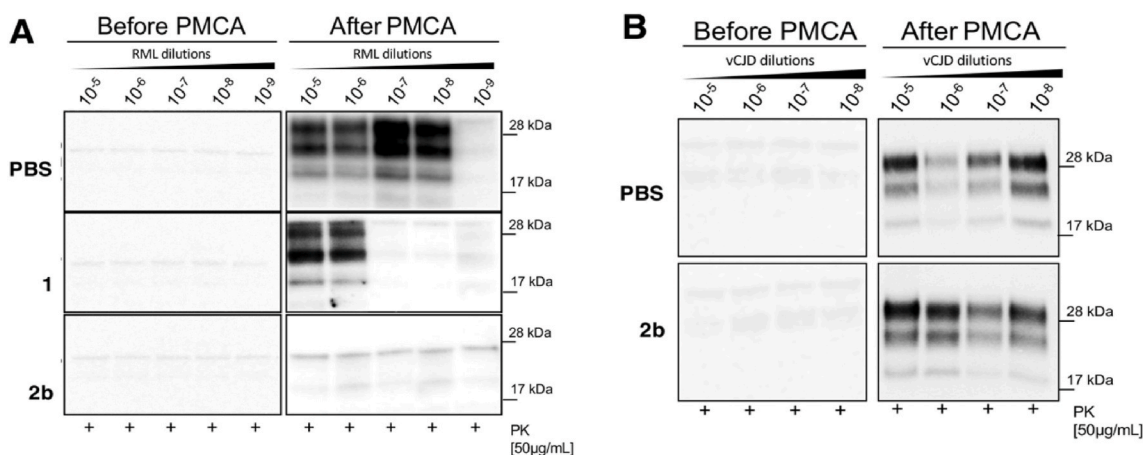 A
Before PMCA
After PMCA
RML dilutions
RML dilutions
10-5
10-6
10-7
10-8
10-9
10-5
10-6
10-7
10-8
10-9
PBS
28 kDa
17 kDa
1
28 kDa
17 kDa
2b
28 kDa
17 kDa
+ + + + + + + + + + PK
[50µg/mL]
B
Before PMCA
After PMCA
vCJD dilutions
vCJD dilutions
10-5
10-6
10-7
10-8
10-5
10-6
10-7
10-8
PBS
28 kDa
17 kDa
2b
28 kDa
17 kDa
+ + + + + + + + PK
[50µg/mL]